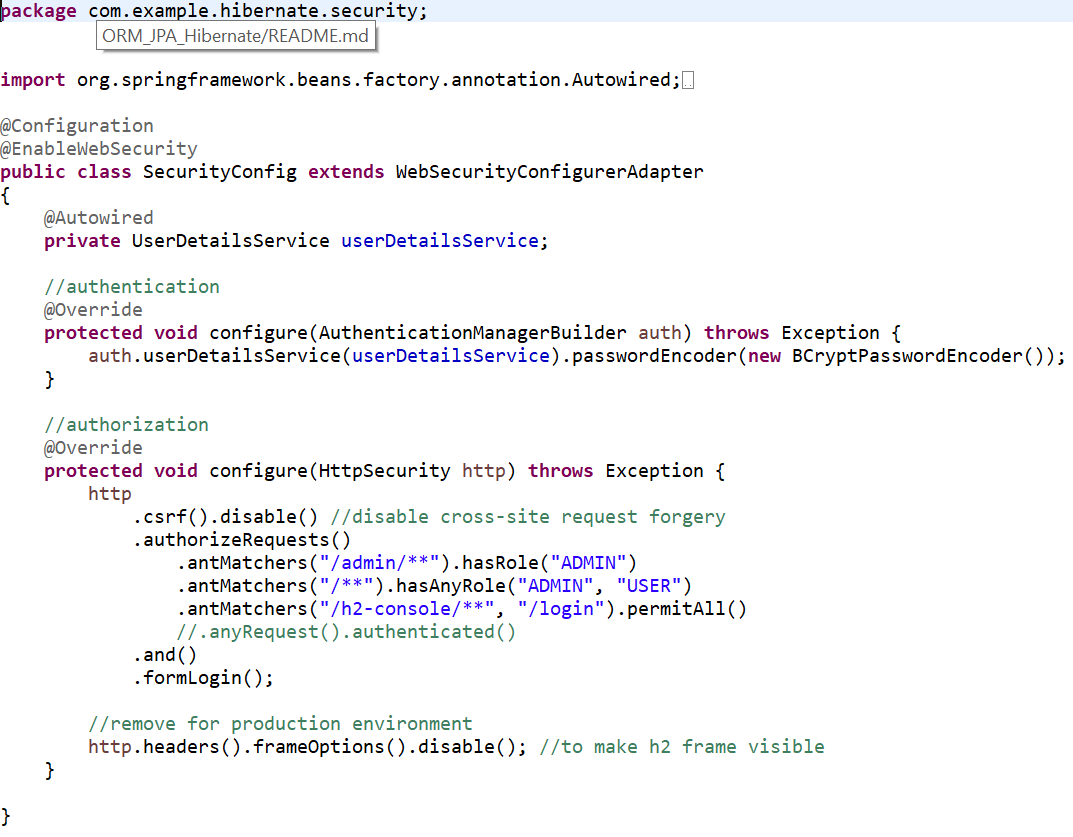 package com.example.hibernate.security;
ORM_JPA_Hibernate/README.md
import org.springframework.beans.factory.annotation.Autowired;
@Configuration
@EnableWebSecurity
public class SecurityConfig extends WebSecurityConfigurerAdapter
{
    @Autowired
    private UserDetailsService userDetailsService;
    //authentication
    @Override
    protected void configure(AuthenticationManagerBuilder auth) throws Exception {
        auth.userDetailsService(userDetailsService).passwordEncoder(new BCryptPasswordEncoder());
    }
    //authorization
    @Override
    protected void configure(HttpSecurity http) throws Exception {
        http
            .csrf().disable() //disable cross-site request forgery
            .authorizeRequests()
                .antMatchers("/admin/**").hasRole("ADMIN")
                .antMatchers("/**").hasAnyRole("ADMIN", "USER")
                .antMatchers("/h2-console/**", "/login").permitAll()
                //.anyRequest().authenticated()
            .and()
            .formLogin();
        //remove for production environment
        http.headers().frameOptions().disable(); //to make h2 frame visible
    }
}